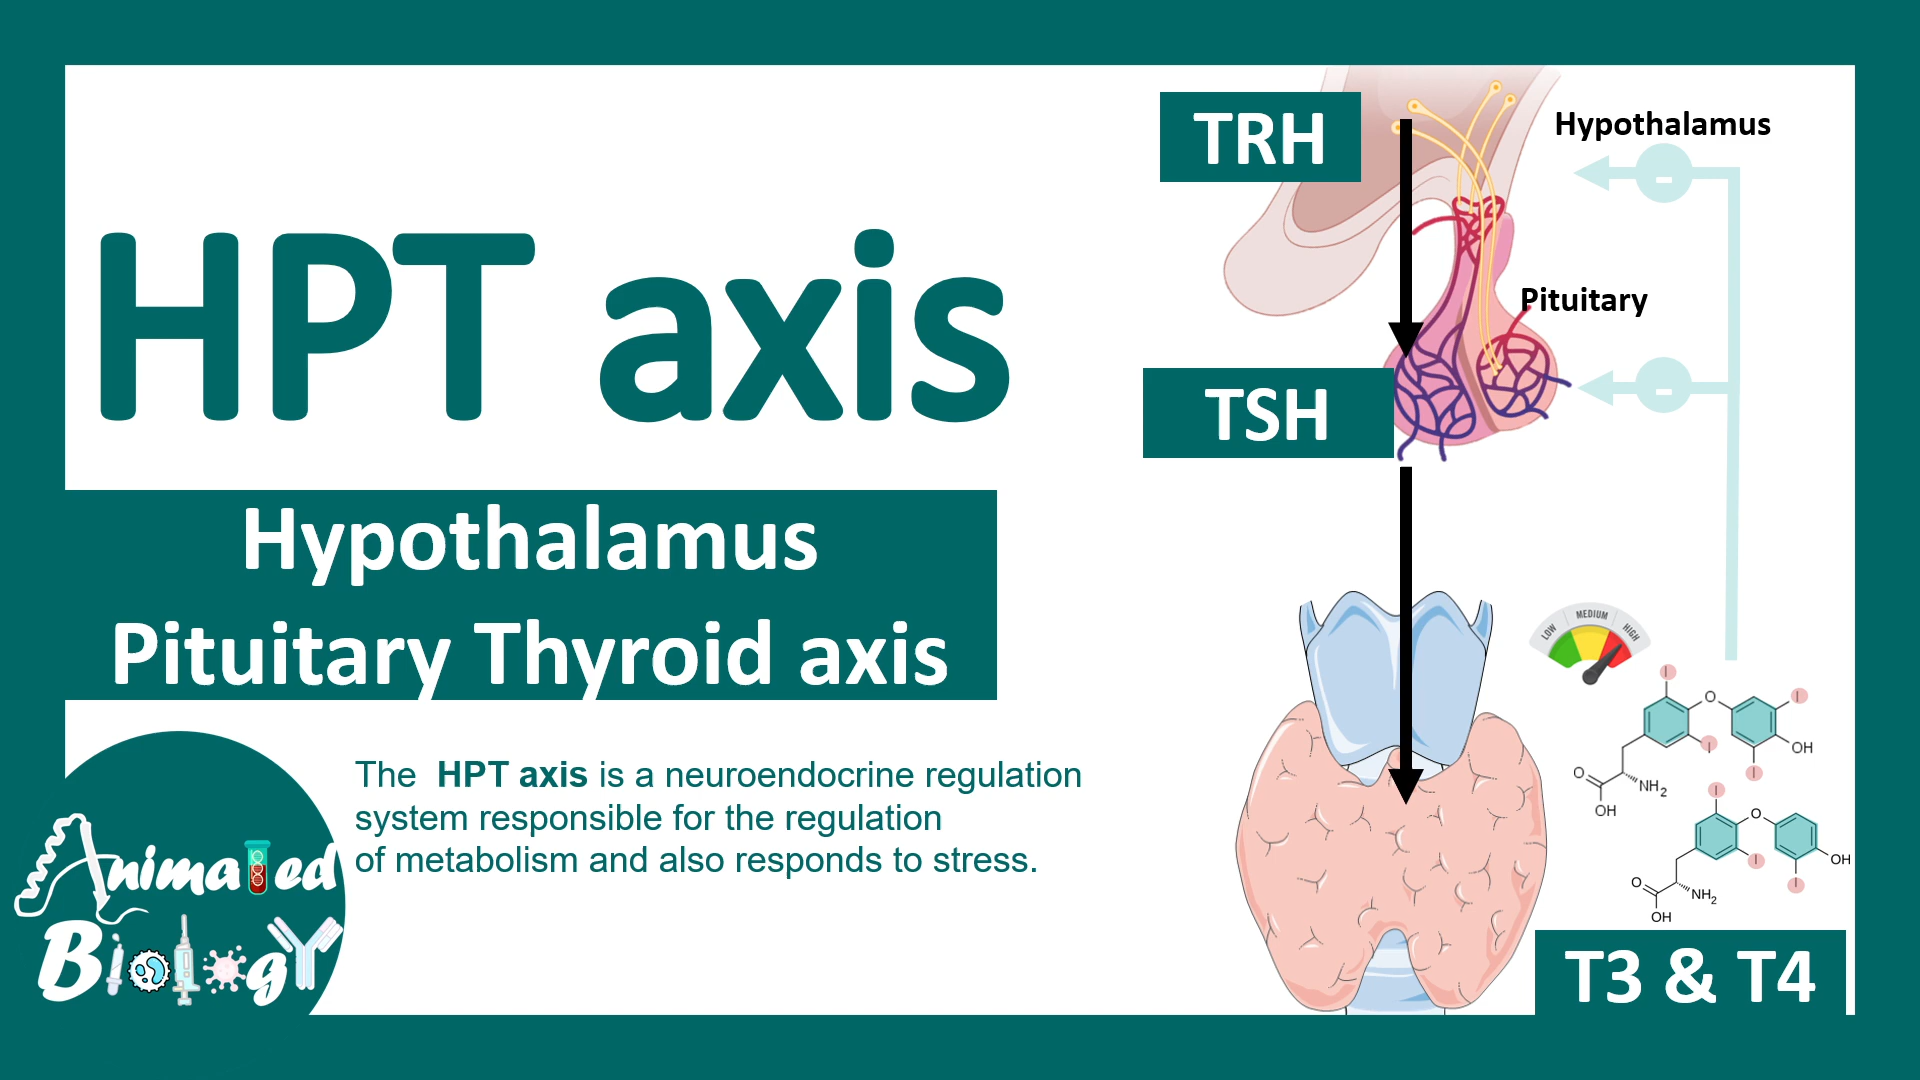 HPT axis
Hypothalamus
Pituitary Thyroid axis
The HPT axis is a neuroendocrine regulation
system responsible for the regulation
of metabolism and also responds to stress.
Animated
Biology
TRH
Hypothalamus
-
Pituitary
-
TSH
LOW MEDIUM HIGH
I
O
I
I
I
OH
O
NH2
OH
I
O
I
OH
I
O
NH2
OH
T3 & T4